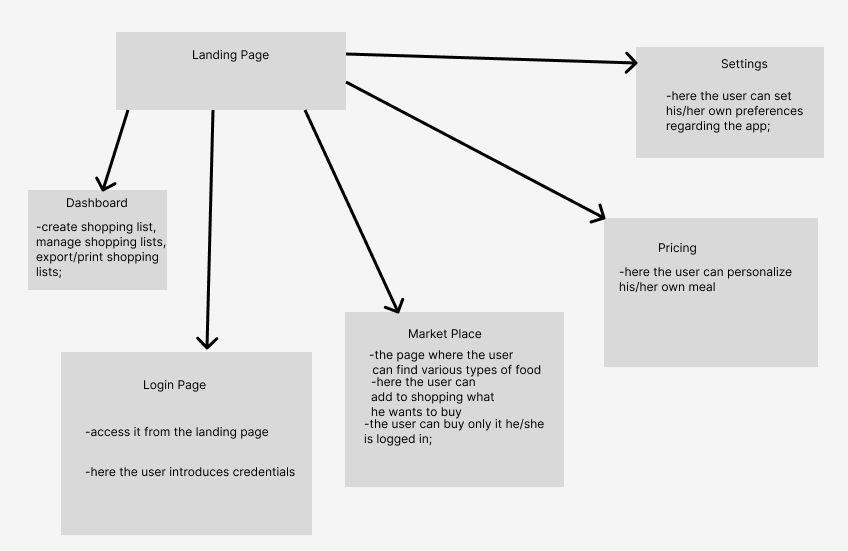 Landing Page
Settings
-here the user can set
his/her own preferences
regarding the app;
Dashboard
-create shopping list,
manage shopping lists,
export/print shopping
lists;
Pricing
-here the user can personalize
his/her own meal
Market Place
-the page where the user
can find various types of food
-here the user can
add to shopping what
he wants to buy
-the user can buy only it he/she
is logged in;
Login Page
-access it from the landing page
-here the user introduces credentials